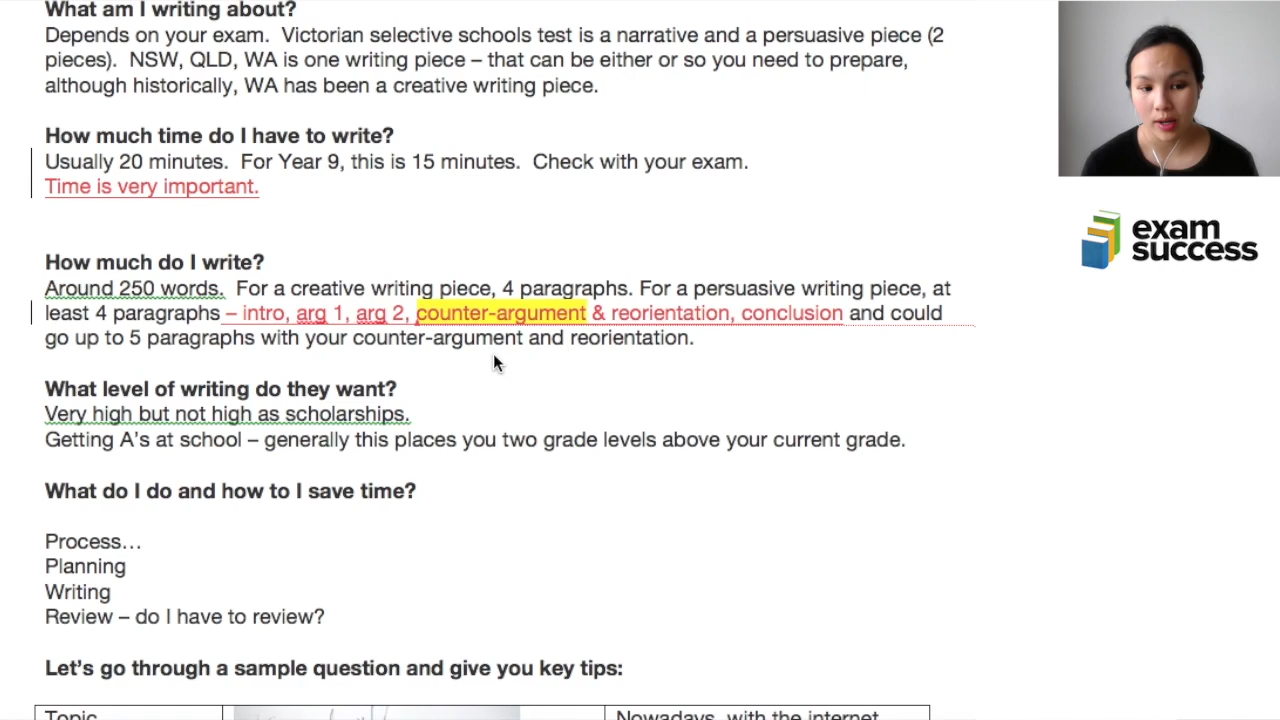 What am I writing about?
Depends on your exam.  Victorian selective schools test is a narrative and a persuasive piece (2
pieces).  NSW, QLD, WA is one writing piece – that can be either or so you need to prepare,
although historically, WA has been a creative writing piece.
How much time do I have to write?
Usually 20 minutes.  For Year 9, this is 15 minutes.  Check with your exam.
Time is very important.
exam
success
How much do I write?
Around 250 words.  For a creative writing piece, 4 paragraphs. For a persuasive writing piece, at
least 4 paragraphs – intro, arg 1, arg 2, counter-argument & reorientation, conclusion and could
go up to 5 paragraphs with your counter-argument and reorientation.
What level of writing do they want?
Very high but not high as scholarships.
Getting A's at school – generally this places you two grade levels above your current grade.
What do I do and how to I save time?
Process…
Planning
Writing
Review – do I have to review?
Let's go through a sample question and give you key tips:
Topic
Nowadays, with the internet